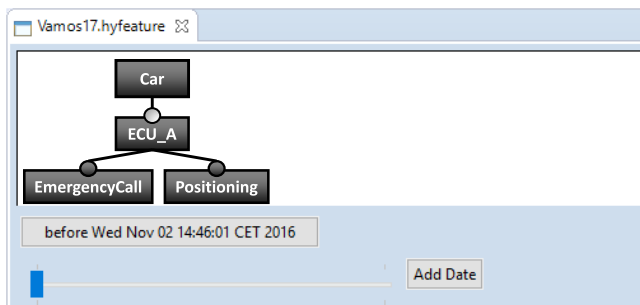 Vamos17.hyfeature
Car
ECU_A
EmergencyCall Positioning
before Wed Nov 02 14:46:01 CET 2016
Add Date